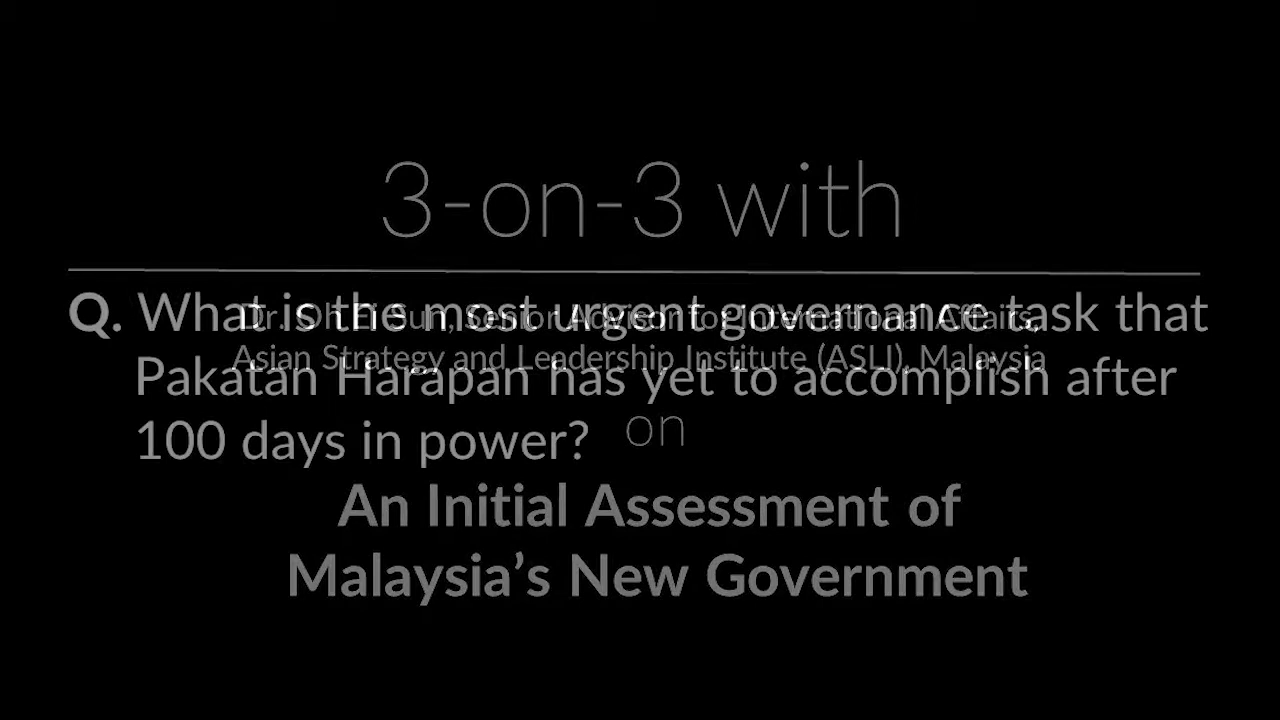 3-on-3 with
Q. What is the most urgent governance task that
Dr. Oh Ei Sun, Senior Advisor for International Affairs,
Asian Strategy and Leadership Institute (ASLI), Malaysia
Pakatan Harapan has yet to accomplish after
100 days in power?
on
An Initial Assessment of
Malaysia’s New Government